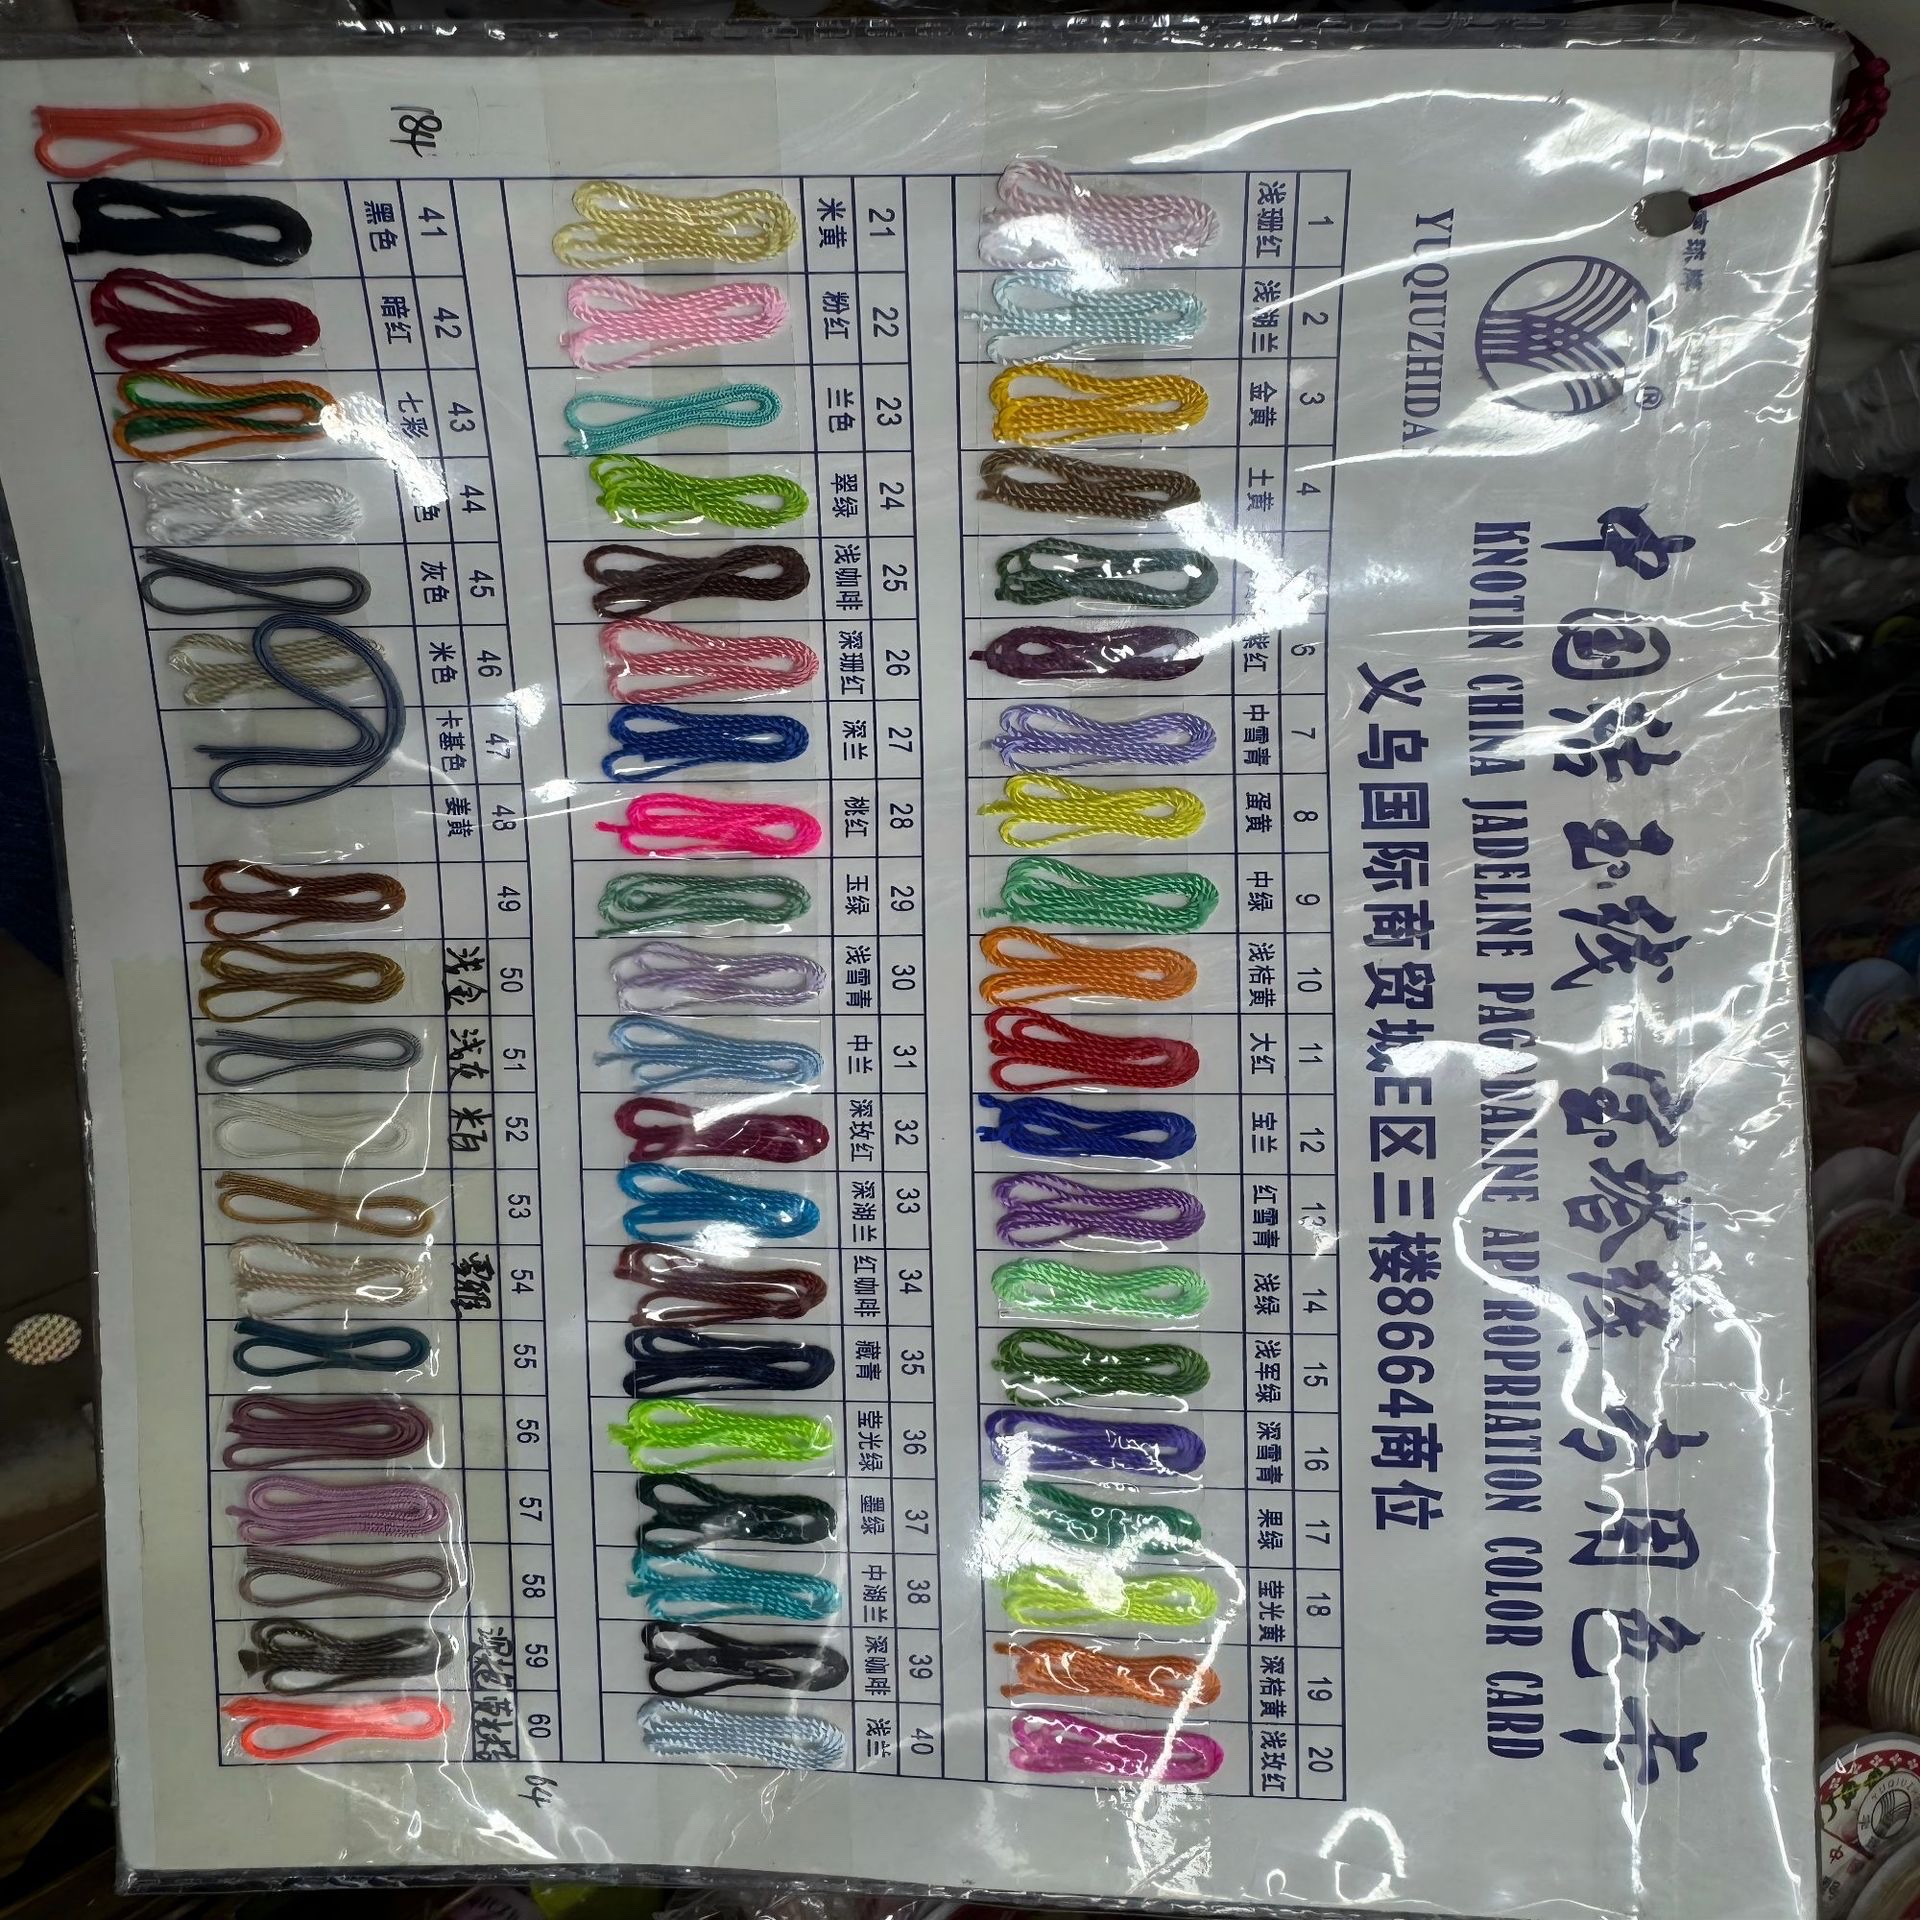 YUQIUZHIDA
®
中国结玉线 宝塔线专用色卡
KNOTIN CHINA JADELINE PAGODALINE APPROPRIATION COLOR CARD
义乌国际商贸城E区三楼8664商位
1 2 3 4 6 7 8 9 10 11 12 13 14 15 16 17 18 19 20
浅珊红 浅湖兰 金黄 土黄 紫红 中雪青 蛋黄 中绿 浅桔黄 大红 宝兰 红雪青 浅绿 浅军绿 深雪青 果绿 莹光黄 深桔黄 浅玫红
21 22 23 24 25 26 27 28 29 30 31 32 33 34 35 36 37 38 39 40
米黄 粉红 兰色 翠绿 浅咖啡 深珊红 深兰 桃红 玉绿 浅雪青 中兰 深玫红 深湖兰 红咖啡 藏青 莹光绿 墨绿 中湖兰 深咖啡 浅兰
184
41 42 43 44 45 46 47 48 49 50 51 52 53 54 55 56 57 58 59 60
黑色 暗红 七彩 色 灰色 米色 卡基色 姜黄 浅金 浅灰 米白
64